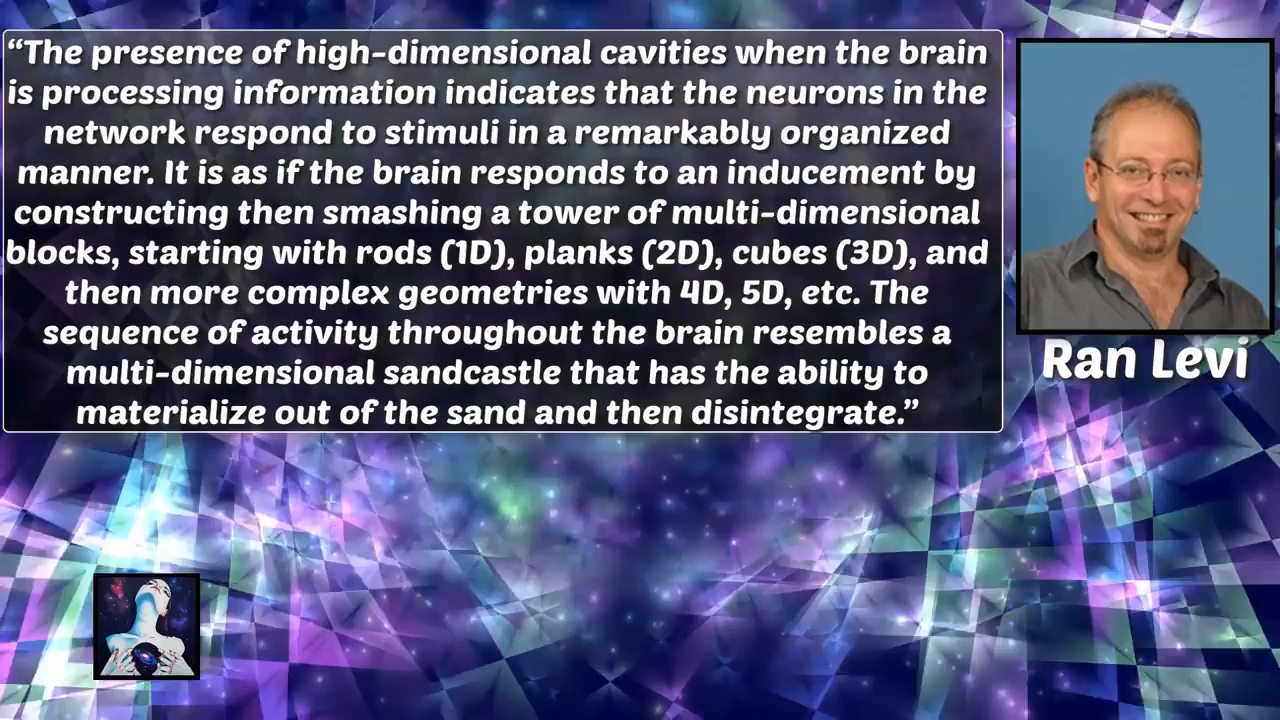 “The presence of high-dimensional cavities when the brain
is processing information indicates that the neurons in the
network respond to stimuli in a remarkably organized
manner. It is as if the brain responds to an inducement by
constructing then smashing a tower of multi-dimensional
blocks, starting with rods (1D), planks (2D), cubes (3D), and
then more complex geometries with 4D, 5D, etc. The
sequence of activity throughout the brain resembles a
multi-dimensional sandcastle that has the ability to
materialize out of the sand and then disintegrate.”
Ran Levi